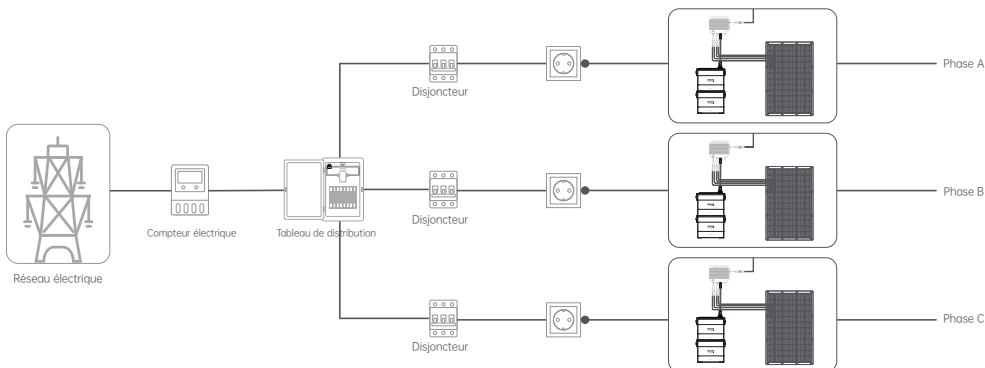 Disjoncteur
Phase A
Disjoncteur
Phase B
Réseau électrique
Compteur électrique
Tableau de distribution
Disjoncteur
Phase C